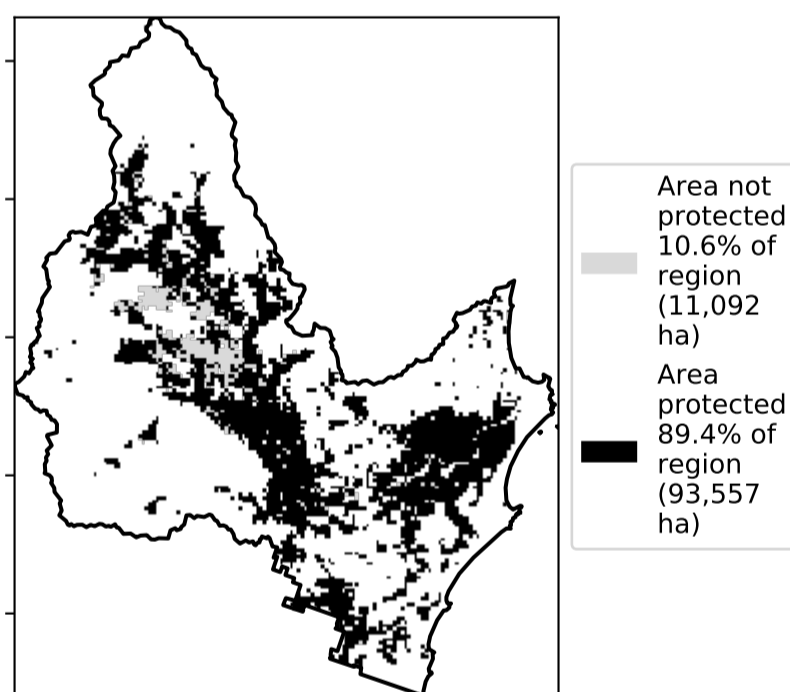 Area not
protected
10.6% of
region
(11,092
ha)
Area
protected
89.4% of
region
(93,557
ha)